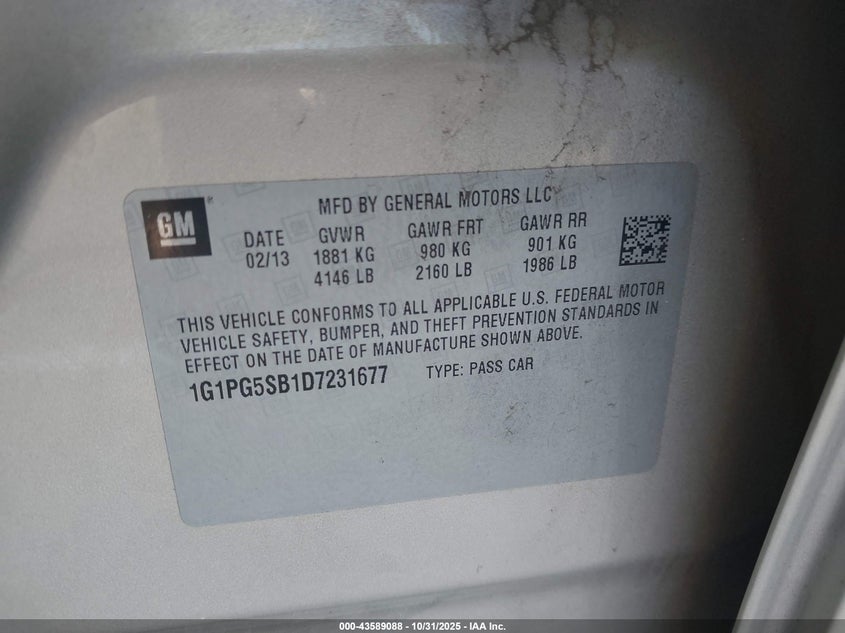 GM®
MFD BY GENERAL MOTORS LLC
DATE GVWR GAWR FRT GAWR RR
02/13 1881 KG 980 KG 901 KG
4146 LB 2160 LB 1986 LB
THIS VEHICLE CONFORMS TO ALL APPLICABLE U.S. FEDERAL MOTOR
VEHICLE SAFETY, BUMPER, AND THEFT PREVENTION STANDARDS IN
EFFECT ON THE DATE OF MANUFACTURE SHOWN ABOVE.
1G1PG5SB1D7231677 TYPE: PASS CAR
000-43589088 - 10/31/2025 - IAA Inc.